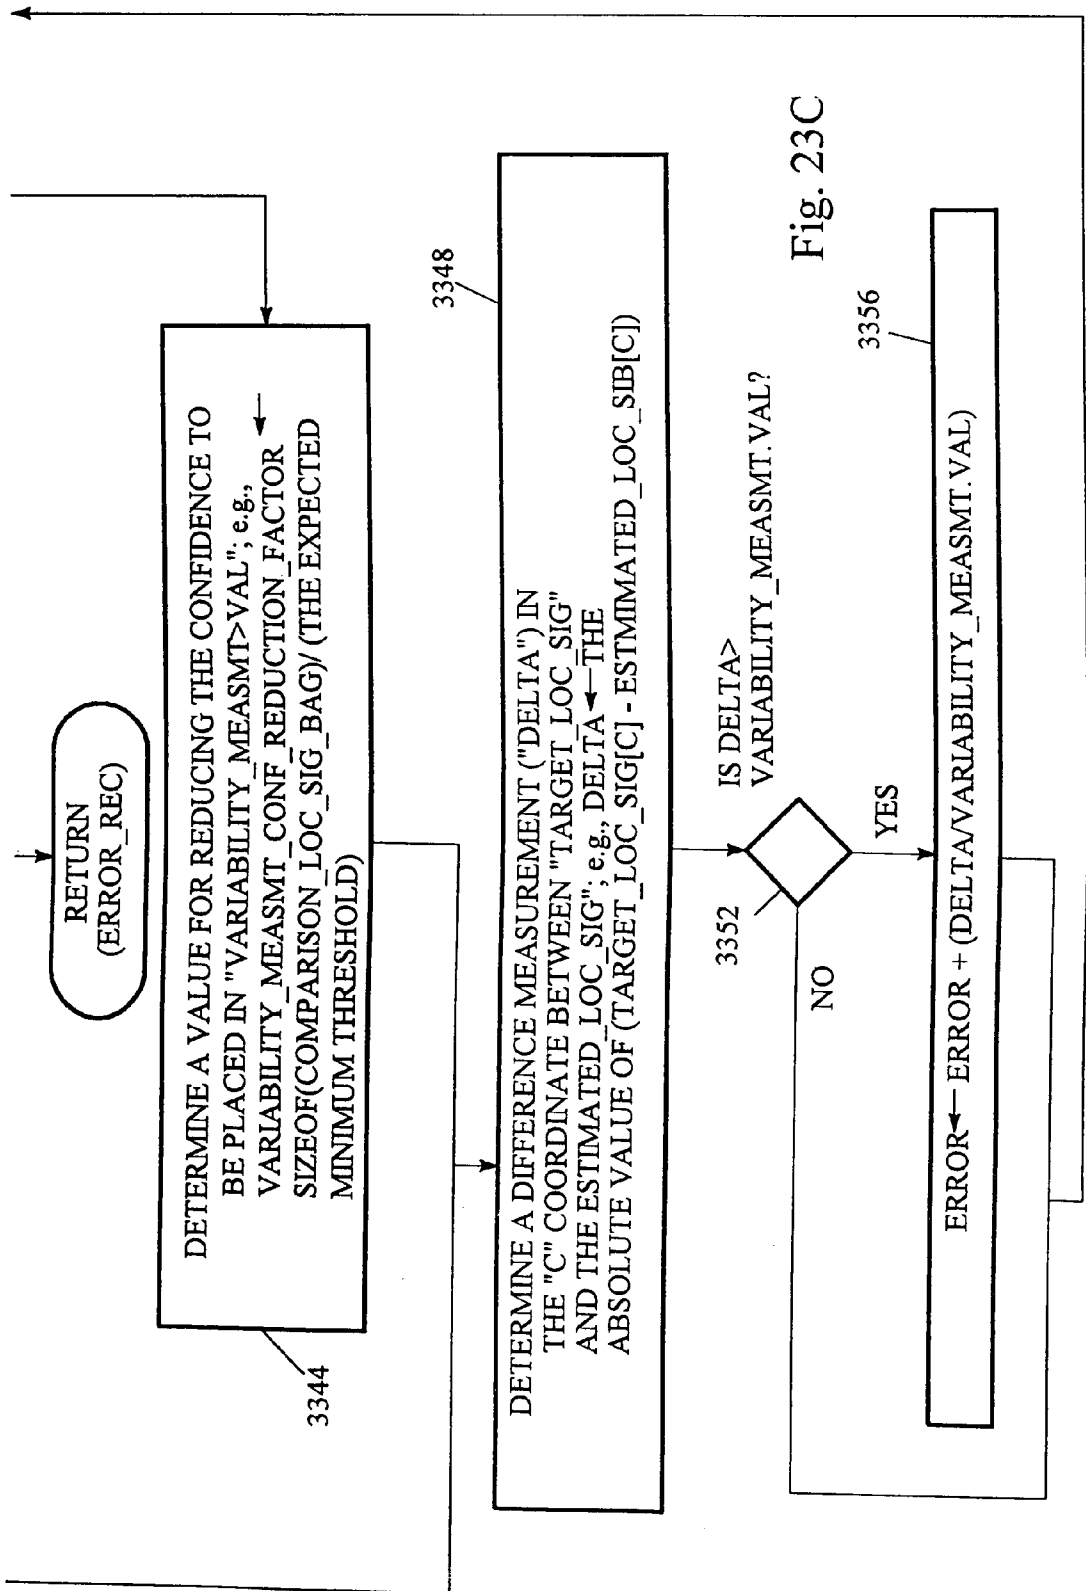 RETURN
(ERROR_REC)
DETERMINE A VALUE FOR REDUCING THE CONFIDENCE TO
BE PLACED IN "VARIABILITY_MEASMT>VAL"; e.g.,
VARIABILITY_MEASMT_CONF_REDUCTION_FACTOR ←
SIZEOF(COMPARISON_LOC_SIG_BAG)/ (THE EXPECTED
MINIMUM THRESHOLD)
3344
DETERMINE A DIFFERENCE MEASUREMENT ("DELTA") IN
THE "C" COORDINATE BETWEEN "TARGET_LOC_SIG"
AND THE ESTIMATED_LOC_SIG"; e.g., DELTA ← THE
ABSOLUTE VALUE OF (TARGET_LOC_SIG[C] - ESTMIMATED_LOC_SIB[C])
3348
IS DELTA>
VARIABILITY_MEASMT.VAL?
3352
NO
YES
ERROR ← ERROR + (DELTA/VARIABILITY_MEASMT.VAL)
3356
Fig. 23C